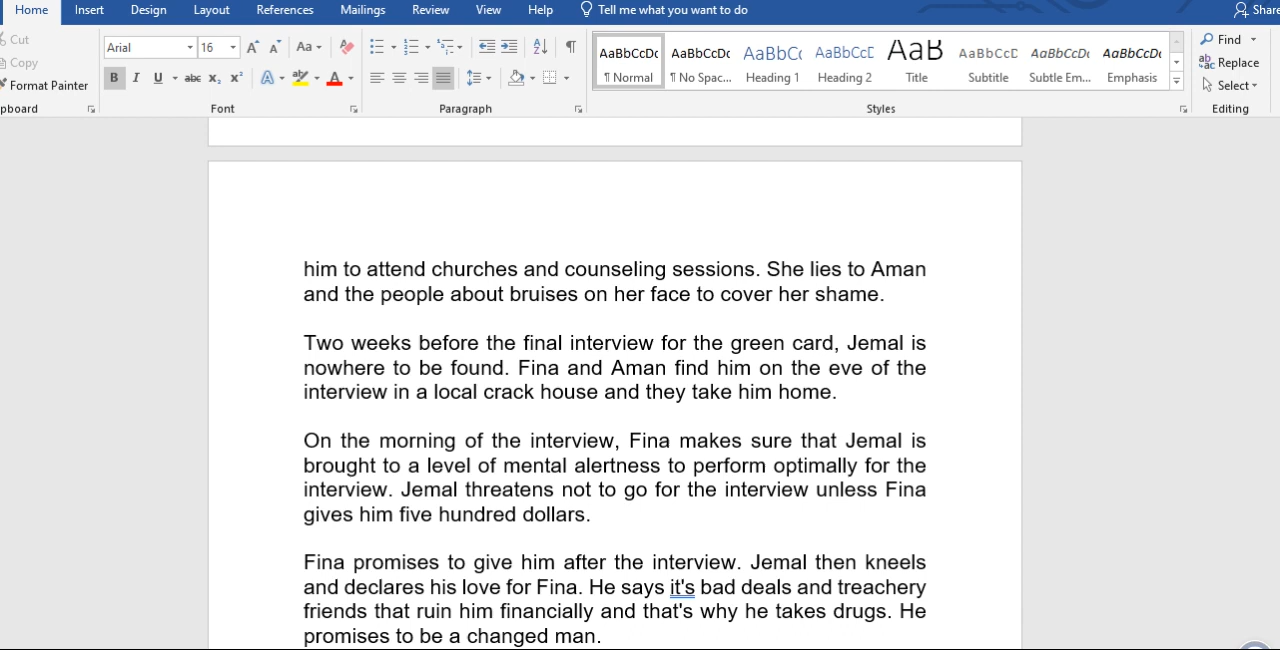 Home Insert Design Layout References Mailings Review View Help Tell me what you want to do Share
Cut
Copy
Format Painter
pboard
Arial 16 Aa
B I U abc X₂ X² A ab A
Font
A Z ¶
Paragraph
AaBbCcDc AaBbCcDc AaBbCc AaBbCcD AaB AaBbCcD AaBbCcDc AaBbCcDc
¶ Normal ¶ No Spac... Heading 1 Heading 2 Title Subtitle Subtle Em... Emphasis
Styles
Find
Replace
Select
Editing
him to attend churches and counseling sessions. She lies to Aman
and the people about bruises on her face to cover her shame.
Two weeks before the final interview for the green card, Jemal is
nowhere to be found. Fina and Aman find him on the eve of the
interview in a local crack house and they take him home.
On the morning of the interview, Fina makes sure that Jemal is
brought to a level of mental alertness to perform optimally for the
interview. Jemal threatens not to go for the interview unless Fina
gives him five hundred dollars.
Fina promises to give him after the interview. Jemal then kneels
and declares his love for Fina. He says it's bad deals and treachery
friends that ruin him financially and that's why he takes drugs. He
promises to be a changed man.